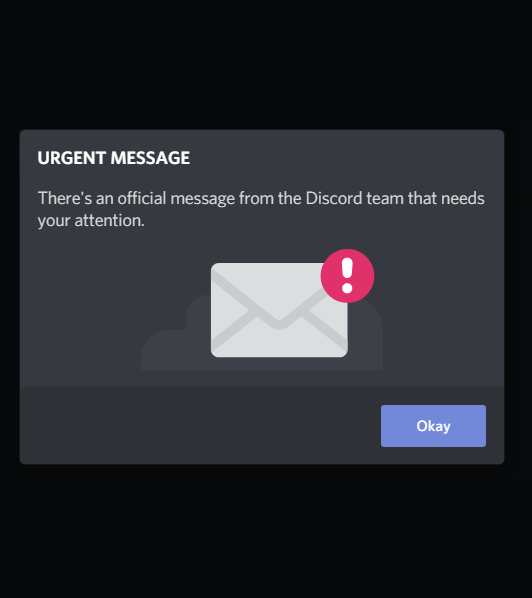 URGENT MESSAGE
There's an official message from the Discord team that needs
your attention.
Okay